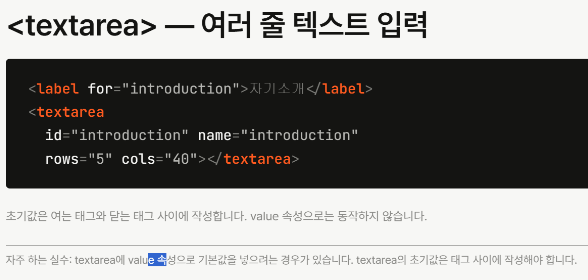 <textarea> — 여러 줄 텍스트 입력
<label for="introduction">자기소개</label>
<textarea
id="introduction" name="introduction"
rows="5" cols="40"></textarea>
초기값은 여는 태그와 닫는 태그 사이에 작성합니다. value 속성으로는 동작하지 않습니다.
자주 하는 실수: textarea에 value 속성으로 기본값을 넣으려는 경우가 있습니다. textarea의 초기값은 태그 사이에 작성해야 합니다.